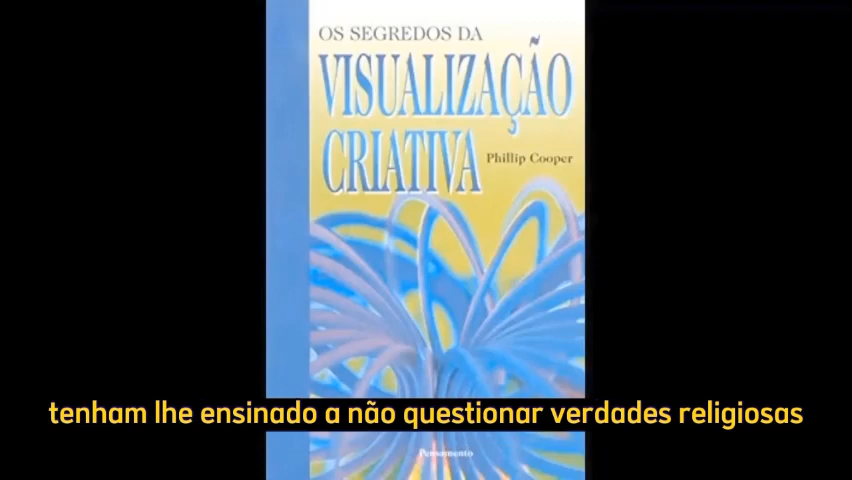 OS SEGREDOS DA
VISUALIZAÇÃO
CRIATIVA
Phillip Cooper
tenham lhe ensinado a não questionar verdades religiosas
Pensamento